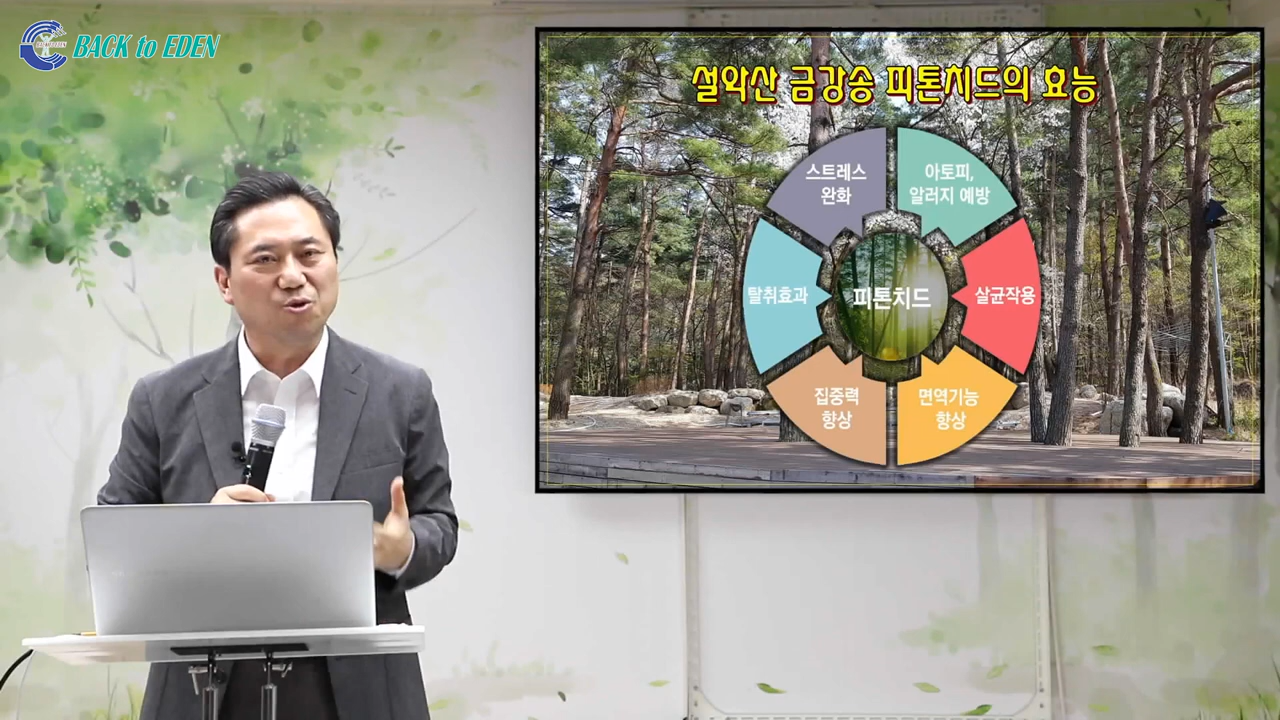 BACK to EDEN
설악산 금강송 피톤치드의 효능
스트레스
완화
아토피,
알러지 예방
탈취효과
피톤치드
살균작용
집중력
향상
면역기능
향상